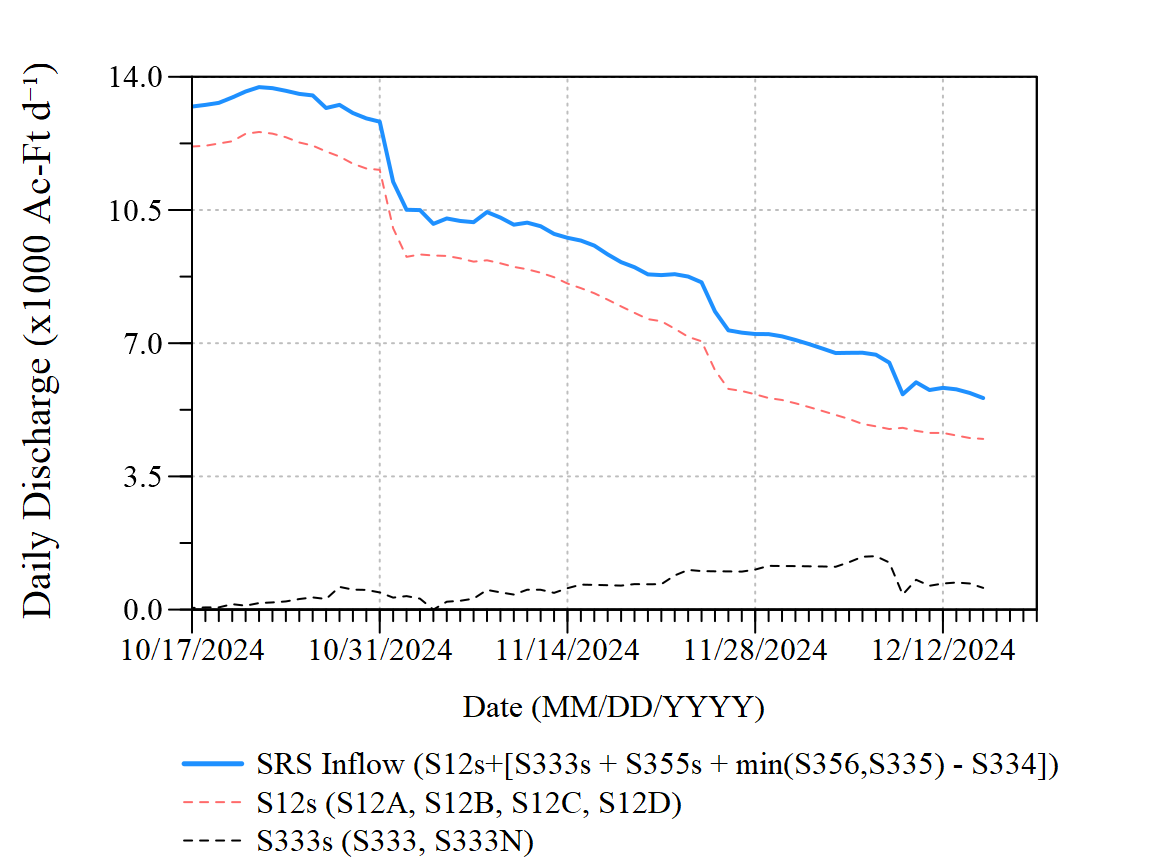 Daily Discharge (x1000 Ac-Ft d⁻¹)
14.0
10.5
7.0
3.5
0.0
10/17/2024 10/31/2024 11/14/2024 11/28/2024 12/12/2024
Date (MM/DD/YYYY)
SRS Inflow (S12s+[S333s + S355s + min(S356,S335) - S334])
S12s (S12A, S12B, S12C, S12D)
S333s (S333, S333N)